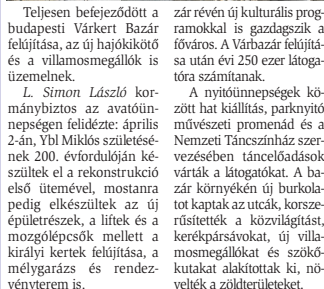 Teljesen befejeződött a
budapesti Várkert Bazár
felújítása, az új hajókikötő
és a villamosmegállók is
üzemelnek.
L. Simon László kor-
mánybiztos az avatóün-
nepségen felidézte: április
2-án, Ybl Miklós születésé-
nek 200. évfordulóján ké-
szültek el a rekonstrukció
első ütemével, mostanra
pedig elkészültek az új
épületrészek, a liftek és a
mozgólépcsők mellett a
királyi kertek felújítása, a
mélygarázs és rendez-
vényterem is.
zár révén új kulturális prog-
ramokkal is gazdagszik a
főváros. A Várbazár felújítá-
sa után évi 250 ezer látoga-
tóra számítanak.
A nyitóünnepségek kö-
zött hat kiállítás, parknyitó
művészeti promenád és a
Nemzeti Táncszínház szer-
vezésében táncelőadások
várták a látogatókat. A ba-
zár környékén új burkola-
tot kaptak az utcák, korsze-
rűsítették a közvilágítást,
kerékpársávokat, új villa-
mosmegállókat és szökő-
kutakat alakítottak ki, nö-
velték a zöldterületeket.